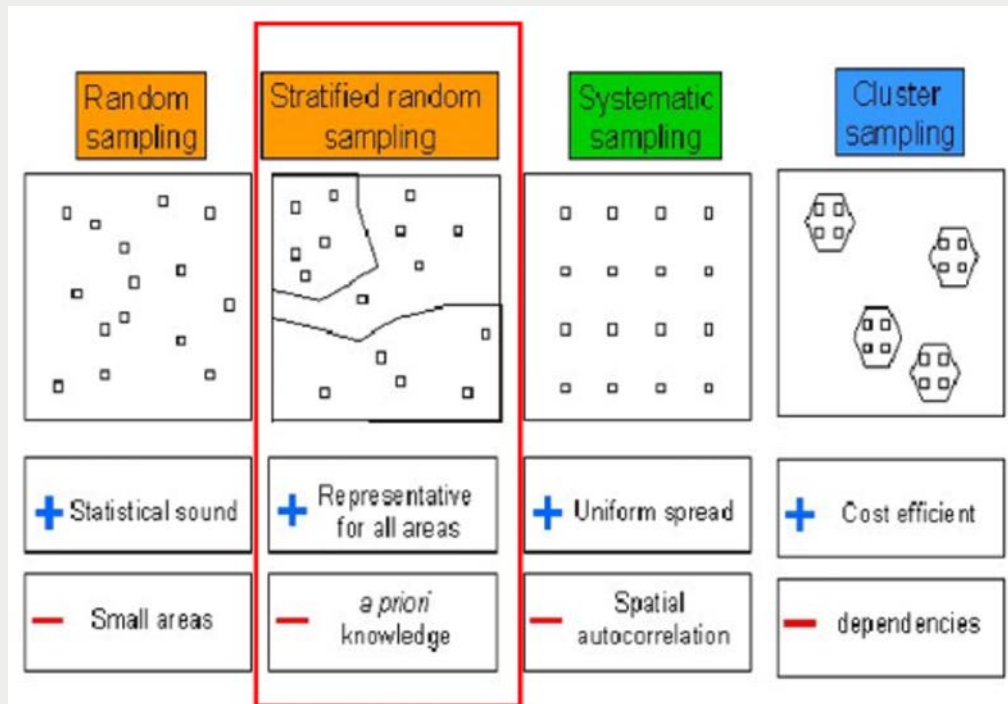 Random
sampling
Stratified random
sampling
Systematic
sampling
Cluster
sampling
+ Statistical sound
+ Representative
for all areas
+ Uniform spread
+ Cost efficient
− Small areas
− a priori
knowledge
− Spatial
autocorrelation
− dependencies